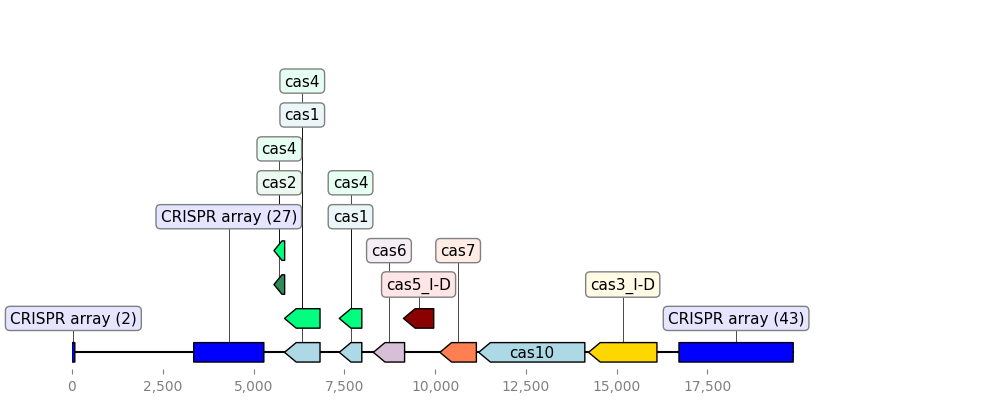 cas4
cas1
cas4
cas2
cas4
CRISPR array (27)
cas1
cas6
cas7
cas5_I-D
cas3_I-D
CRISPR array (2)
CRISPR array (43)
cas10
0
2,500
5,000
7,500
10,000
12,500
15,000
17,500